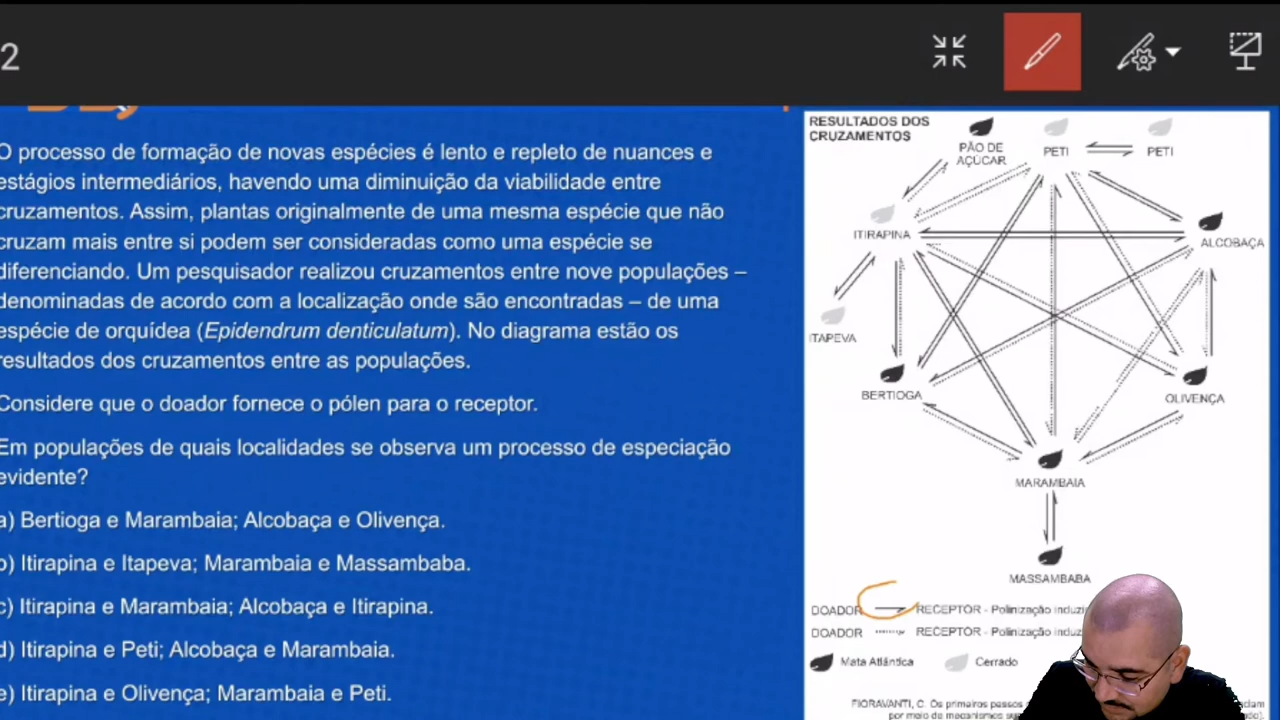 2
O processo de formação de novas espécies é lento e repleto de nuances e
estágios intermediários, havendo uma diminuição da viabilidade entre
cruzamentos. Assim, plantas originalmente de uma mesma espécie que não
cruzam mais entre si podem ser consideradas como uma espécie se
diferenciando. Um pesquisador realizou cruzamentos entre nove populações –
denominadas de acordo com a localização onde são encontradas – de uma
espécie de orquídea (Epidendrum denticulatum). No diagrama estão os
resultados dos cruzamentos entre as populações.
Considere que o doador fornece o pólen para o receptor.
Em populações de quais localidades se observa um processo de especiação
evidente?
a) Bertioga e Marambaia; Alcobaça e Olivença.
b) Itirapina e Itapeva; Marambaia e Massambaba.
c) Itirapina e Marambaia; Alcobaça e Itirapina.
d) Itirapina e Peti; Alcobaça e Marambaia.
e) Itirapina e Olivença; Marambaia e Peti.
RESULTADOS DOS
CRUZAMENTOS
PÃO DE
AÇÚCAR
PETI
PETI
ITIRAPINA
ALCOBAÇA
ITAPEVA
BERTIOGA
OLIVENÇA
MARAMBAIA
MASSAMBABA
DOADOR RECEPTOR - Polinização
DOADOR RECEPTOR - Polinização
Mata Atlântica Cerrado
FIORAVANTI, C. Os primeiros passos
por meio de mecanismos